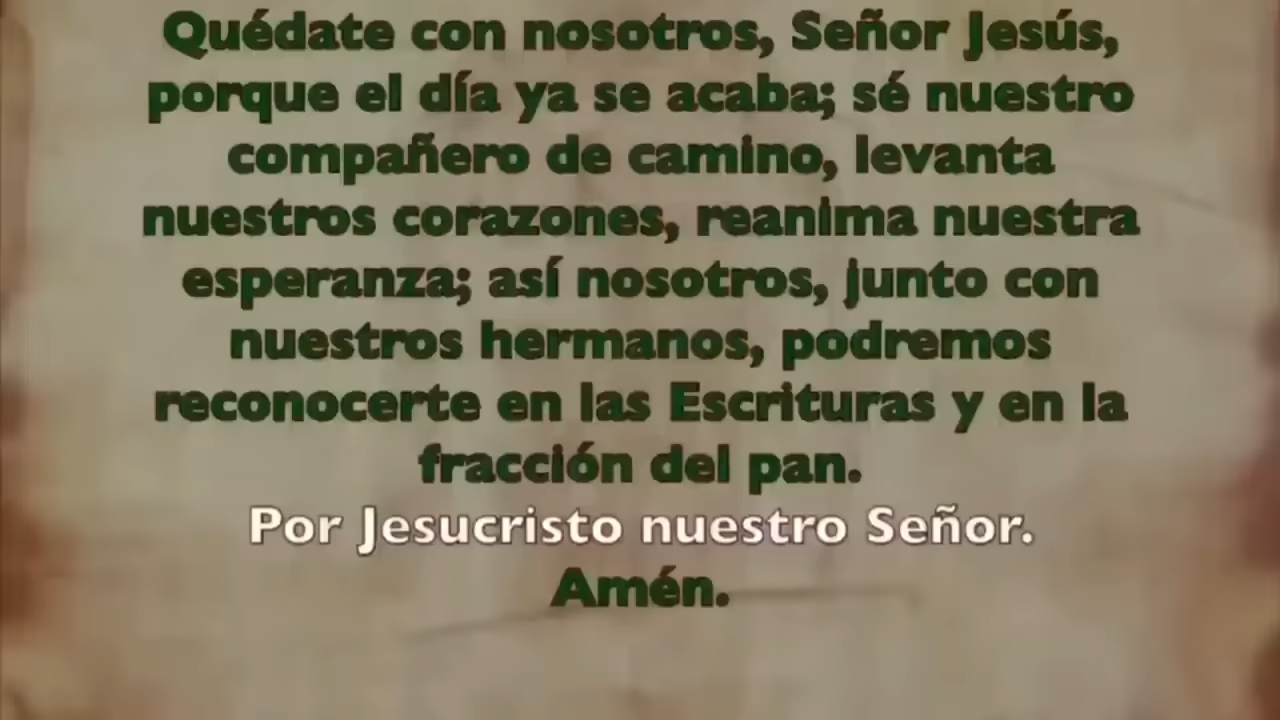 Quédate con nosotros, Señor Jesús,
porque el día ya se acaba; sé nuestro
compañero de camino, levanta
nuestros corazones, reanima nuestra
esperanza; así nosotros, junto con
nuestros hermanos, podremos
reconocerte en las Escrituras y en la
fracción del pan.
Por Jesucristo nuestro Señor.
Amén.